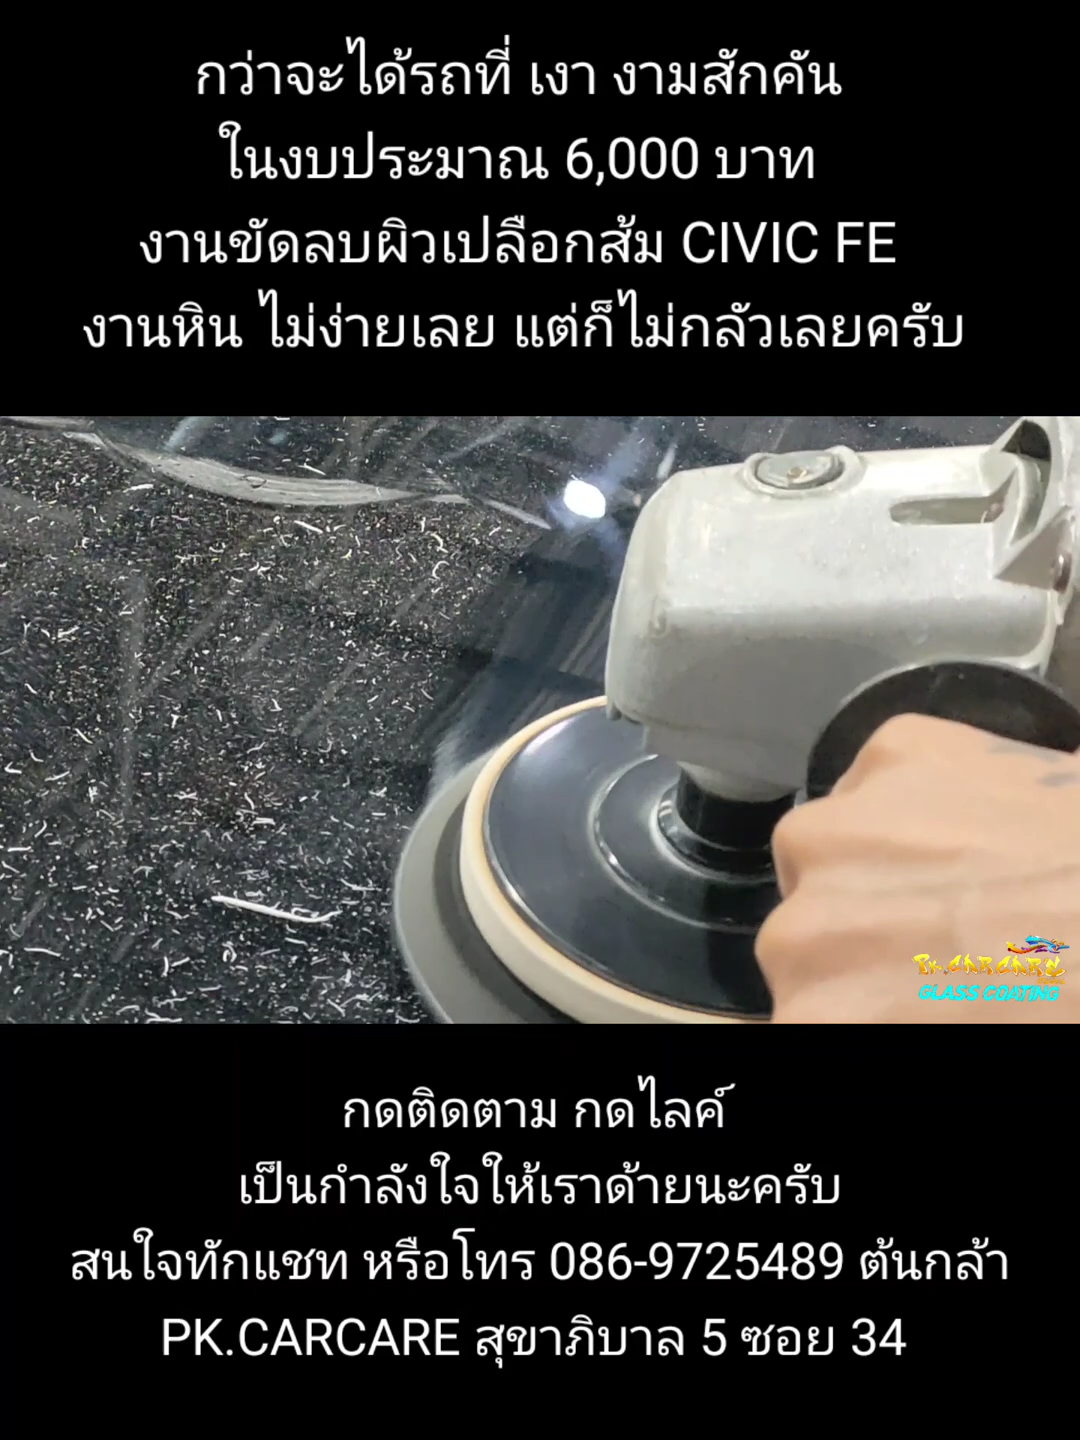 กว่าจะได้รถที่ เงา งามสักคัน
ในงบประมาณ 6,000 บาท
งานขัดลบผิวเปลือกส้ม CIVIC FE
งานหิน ไม่ง่ายเลย แต่ก็ไม่กลัวเลยครับ
PK.CARCARE
GLASS COATING
กดติดตาม กดไลค์
เป็นกำลังใจให้เราด้ายนะครับ
สนใจทักแชท หรือโทร 086-9725489 ต้นกล้า
PK.CARCARE สุขาภิบาล 5 ซอย 34